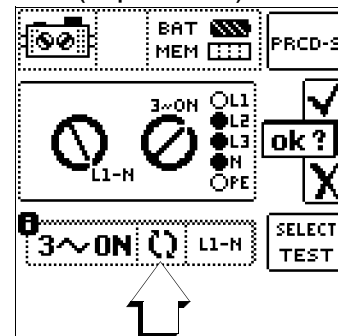 BAT
MEM
PRCD-S
3~ON
L1
L2
L3
N
PE
L1-N
ok ?
3~ON
L1-N
SELECT
TEST